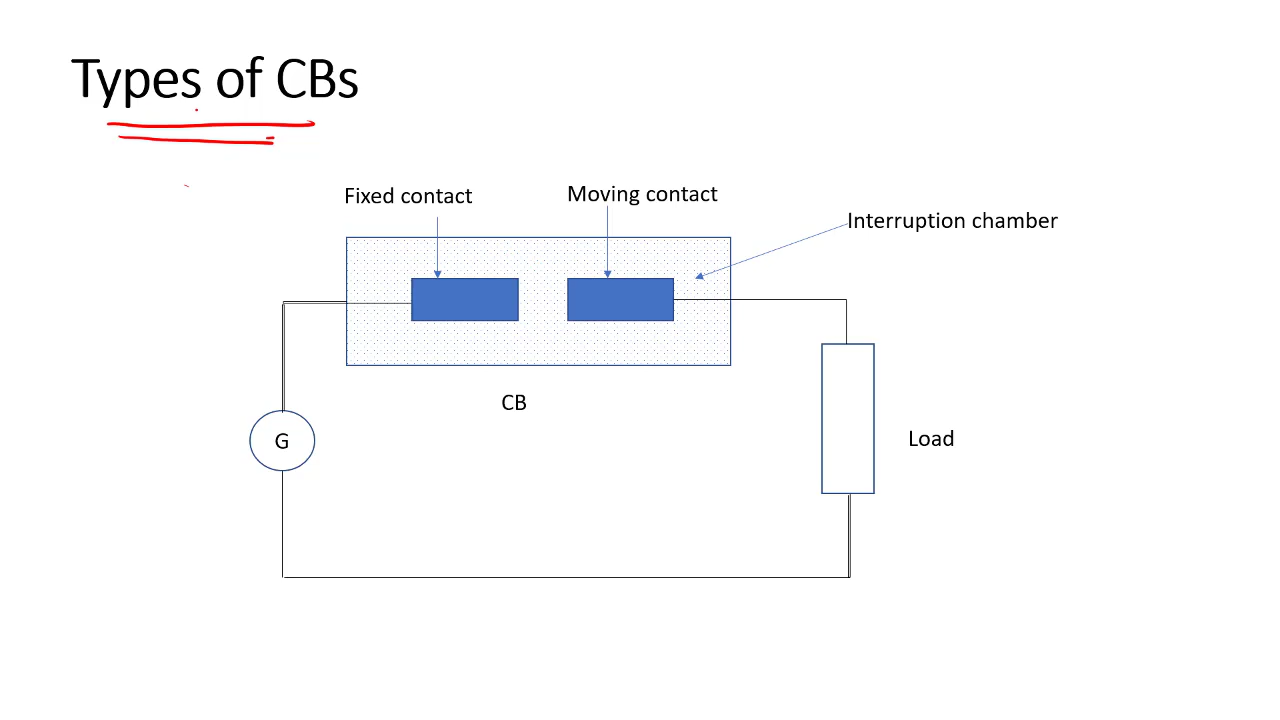 Types of CBs
Fixed contact
Moving contact
Interruption chamber
CB
G
Load